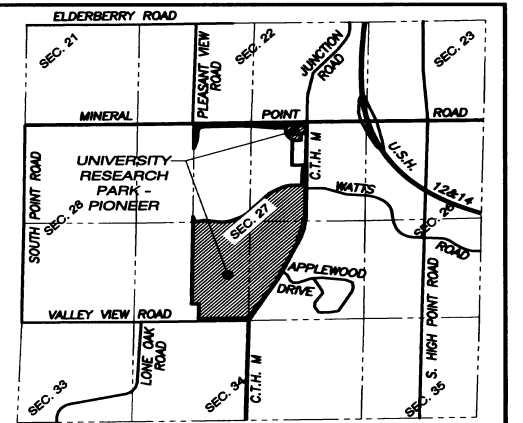 ELDERBERRY ROAD
SEC. 21
SEC. 22
SEC. 23
PLEASANT VIEW
ROAD
JUNCTION
ROAD
MINERAL POINT ROAD
UNIVERSITY
RESEARCH
PARK -
PIONEER
C.T.H. M
U.S.H.
12&14
WATTS
ROAD
SOUTH POINT ROAD
SEC. 28
SEC. 27
SEC. 26
APPLEWOOD
DRIVE
S. HIGH POINT ROAD
VALLEY VIEW ROAD
LONE OAK
ROAD
SEC. 33
SEC. 34
C.T.H. M
SEC. 35